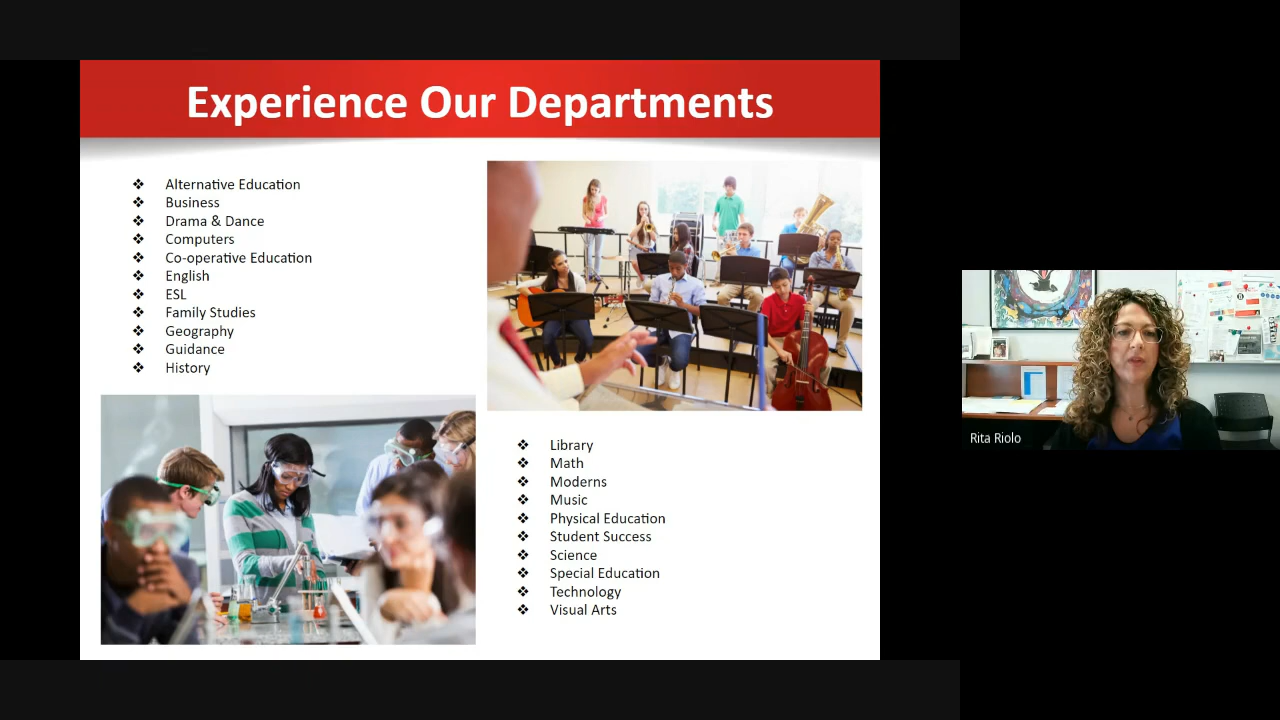 Experience Our Departments
❖ Alternative Education
❖ Business
❖ Drama & Dance
❖ Computers
❖ Co-operative Education
❖ English
❖ ESL
❖ Family Studies
❖ Geography
❖ Guidance
❖ History
❖ Library
❖ Math
❖ Moderns
❖ Music
❖ Physical Education
❖ Student Success
❖ Science
❖ Special Education
❖ Technology
❖ Visual Arts
Rita Riolo